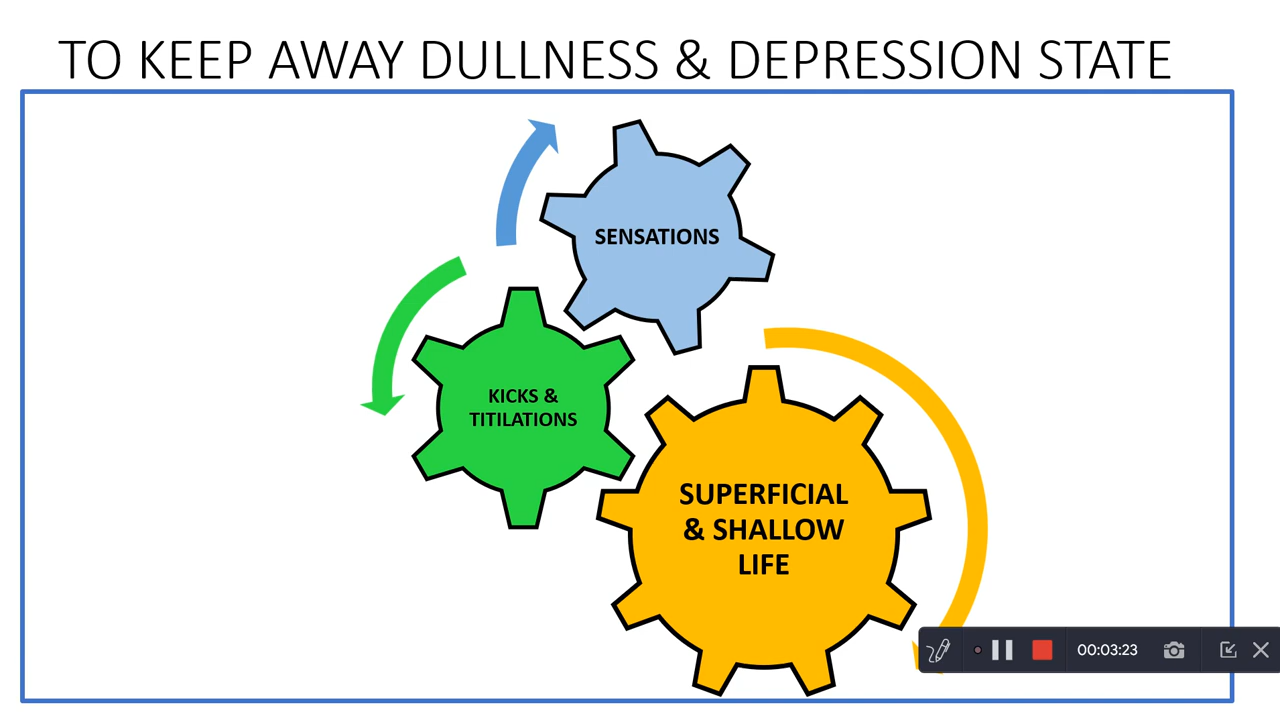 TO KEEP AWAY DULLNESS & DEPRESSION STATE
SENSATIONS
KICKS &
TITILATIONS
SUPERFICIAL
& SHALLOW
LIFE
00:03:23